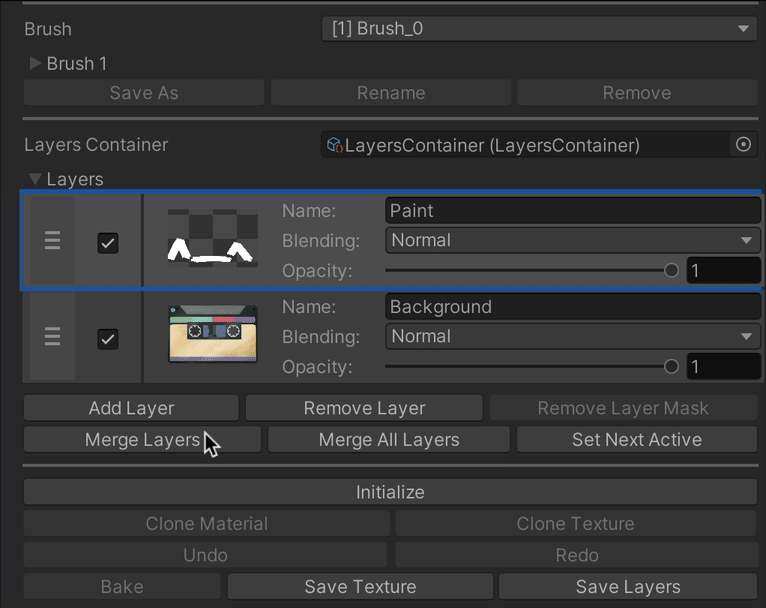 Brush [1] Brush_0
Brush 1
Save As Rename Remove
Layers Container LayersContainer (LayersContainer)
Layers
Name: Paint
Blending: Normal
Opacity: 1
Name: Background
Blending: Normal
Opacity: 1
Add Layer Remove Layer Remove Layer Mask
Merge Layers Merge All Layers Set Next Active
Initialize
Clone Material Clone Texture
Undo Redo
Bake Save Texture Save Layers